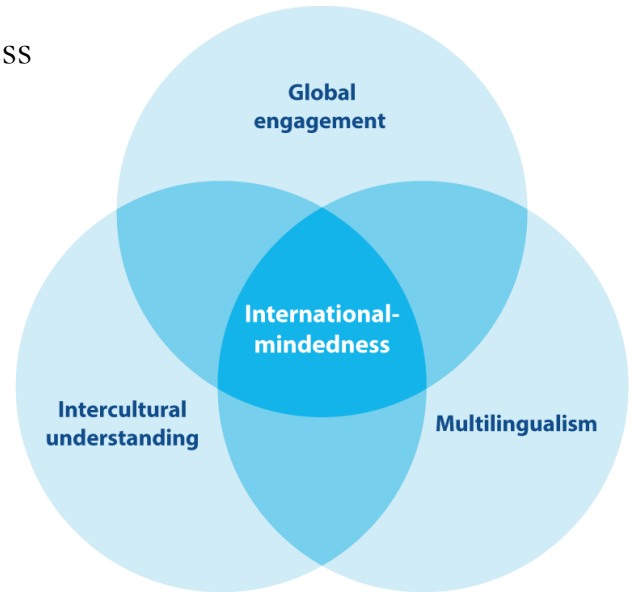 ss
Global
engagement
International-
mindedness
Intercultural
understanding
Multilingualism